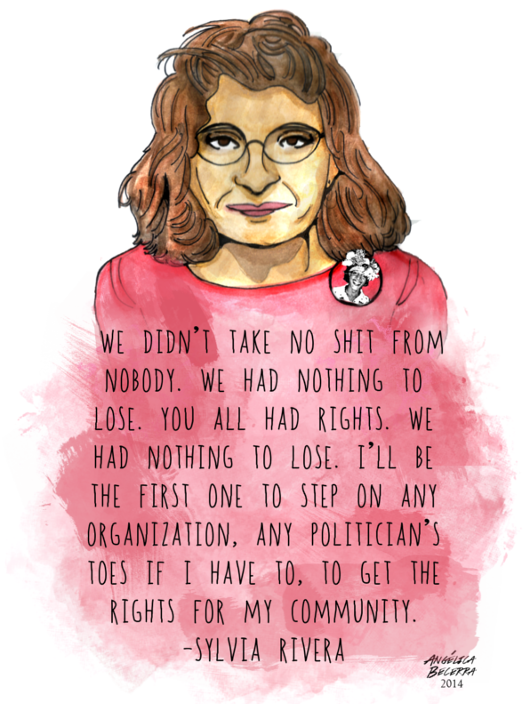 WE DIDN'T TAKE NO SHIT FROM
NOBODY. WE HAD NOTHING TO
LOSE. YOU ALL HAD RIGHTS. WE
HAD NOTHING TO LOSE. I'LL BE
THE FIRST ONE TO STEP ON ANY
ORGANIZATION, ANY POLITICIAN'S
TOES IF I HAVE TO, TO GET THE
RIGHTS FOR MY COMMUNITY.
-SYLVIA RIVERA
ANGÉLICA
BECERRA
2014